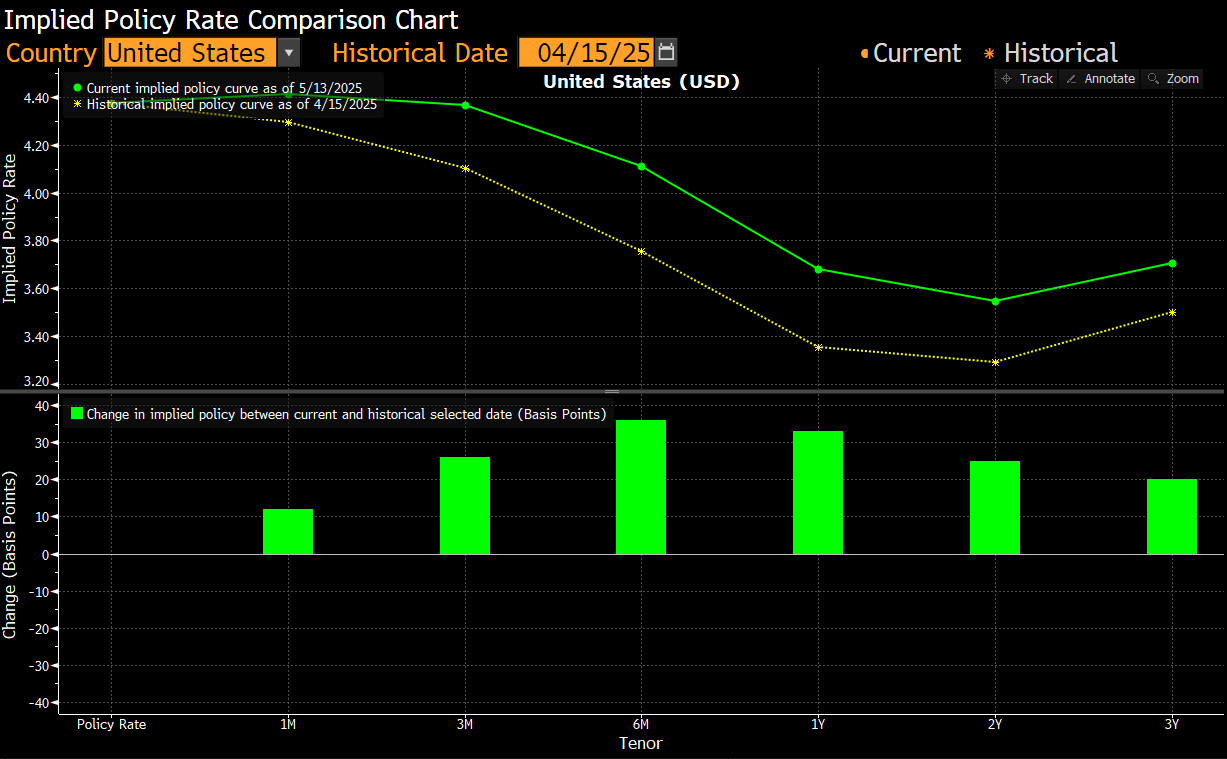 Implied Policy Rate Comparison Chart
Country United States Historical Date 04/15/25 Current Historical
United States (USD)
Track Annotate Zoom
Current implied policy curve as of 5/13/2025
Historical implied policy curve as of 4/15/2025
Implied Policy Rate
4.40
4.20
4.00
3.80
3.60
3.40
3.20
Change in implied policy between current and historical selected date (Basis Points)
Change (Basis Points)
40
30
20
10
0
-10
-20
-30
-40
Policy Rate 1M 3M 6M 1Y 2Y 3Y
Tenor